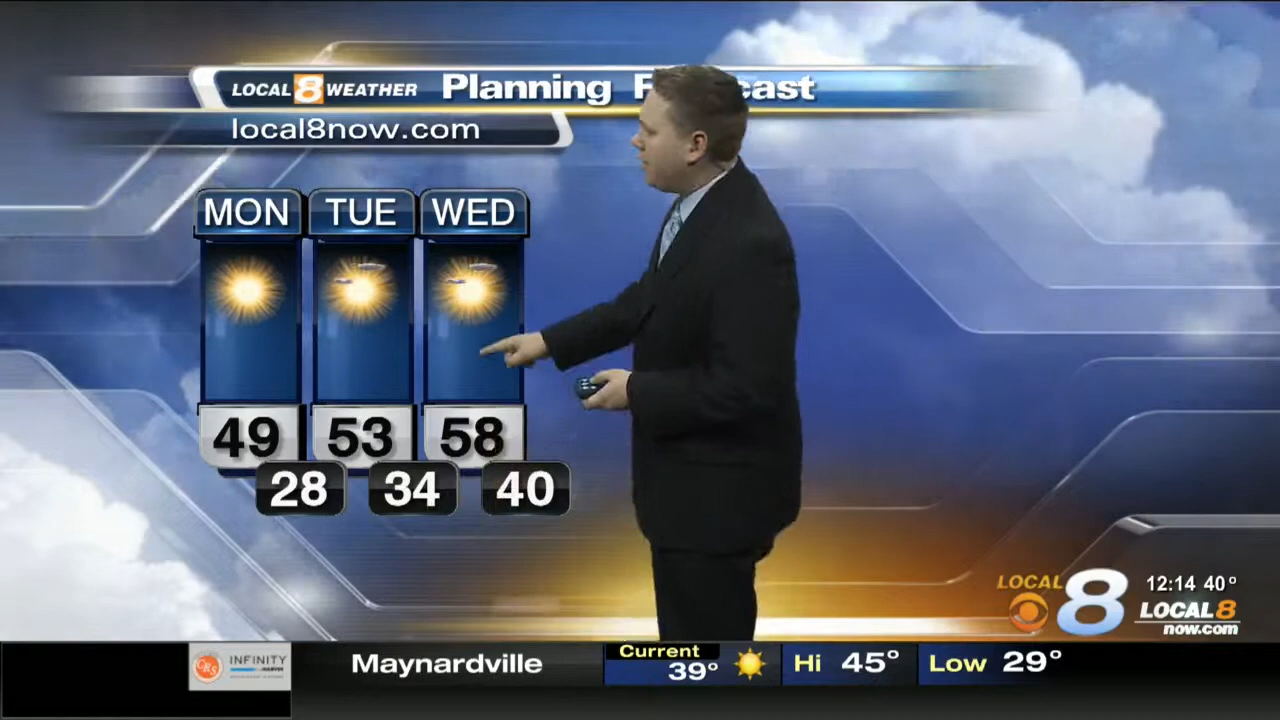 LOCAL 8 WEATHER Planning F cast
local8now.com
MON TUE WED
49 53 58
28 34 40
LOCAL 8
12:14 40°
LOCAL 8
now.com
CRS INFINITY
Maynardville
Current
39°
Hi 45°
Low 29°